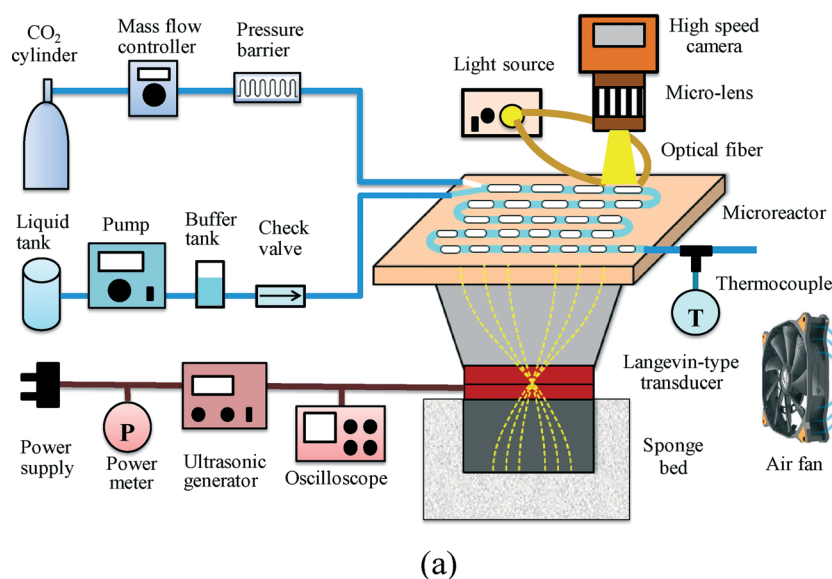 CO₂
cylinder
Mass flow
controller
Pressure
barrier
Light source
High speed
camera
Micro-lens
Optical fiber
Microreactor
Liquid
tank
Pump
Buffer
tank
Check
valve
Thermocouple
T
Langevin-type
transducer
Air fan
Power
supply
P
Power
meter
Ultrasonic
generator
Oscilloscope
Sponge
bed
(a)